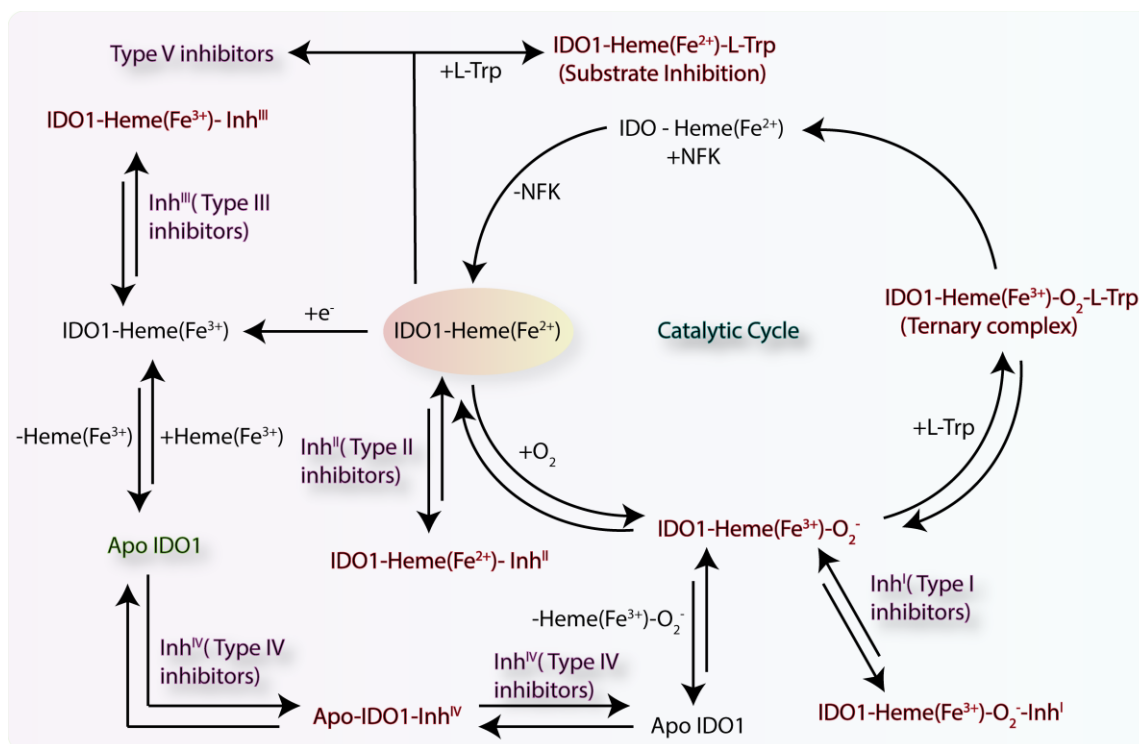 Type V inhibitors
+L-Trp
IDO1-Heme(Fe²⁺)-L-Trp
(Substrate Inhibition)
IDO1-Heme(Fe³⁺)- Inhᴵᴵᴵ
IDO - Heme(Fe²⁺)
+NFK
-NFK
Inhᴵᴵᴵ( Type III
inhibitors)
IDO1-Heme(Fe³⁺)-O₂-L-Trp
(Ternary complex)
IDO1-Heme(Fe³⁺)
+e⁻
IDO1-Heme(Fe²⁺)
Catalytic Cycle
-Heme(Fe³⁺)
+Heme(Fe³⁺)
Inhᴵᴵ( Type II
inhibitors)
+O₂
+L-Trp
Apo IDO1
IDO1-Heme(Fe²⁺)- Inhᴵᴵ
IDO1-Heme(Fe³⁺)-O₂⁻
Inhᴵ( Type I
inhibitors)
-Heme(Fe³⁺)-O₂⁻
Inhᴵⱽ( Type IV
inhibitors)
Inhᴵⱽ( Type IV
inhibitors)
Apo-IDO1-Inhᴵⱽ
Apo IDO1
IDO1-Heme(Fe³⁺)-O₂⁻-Inhᴵ